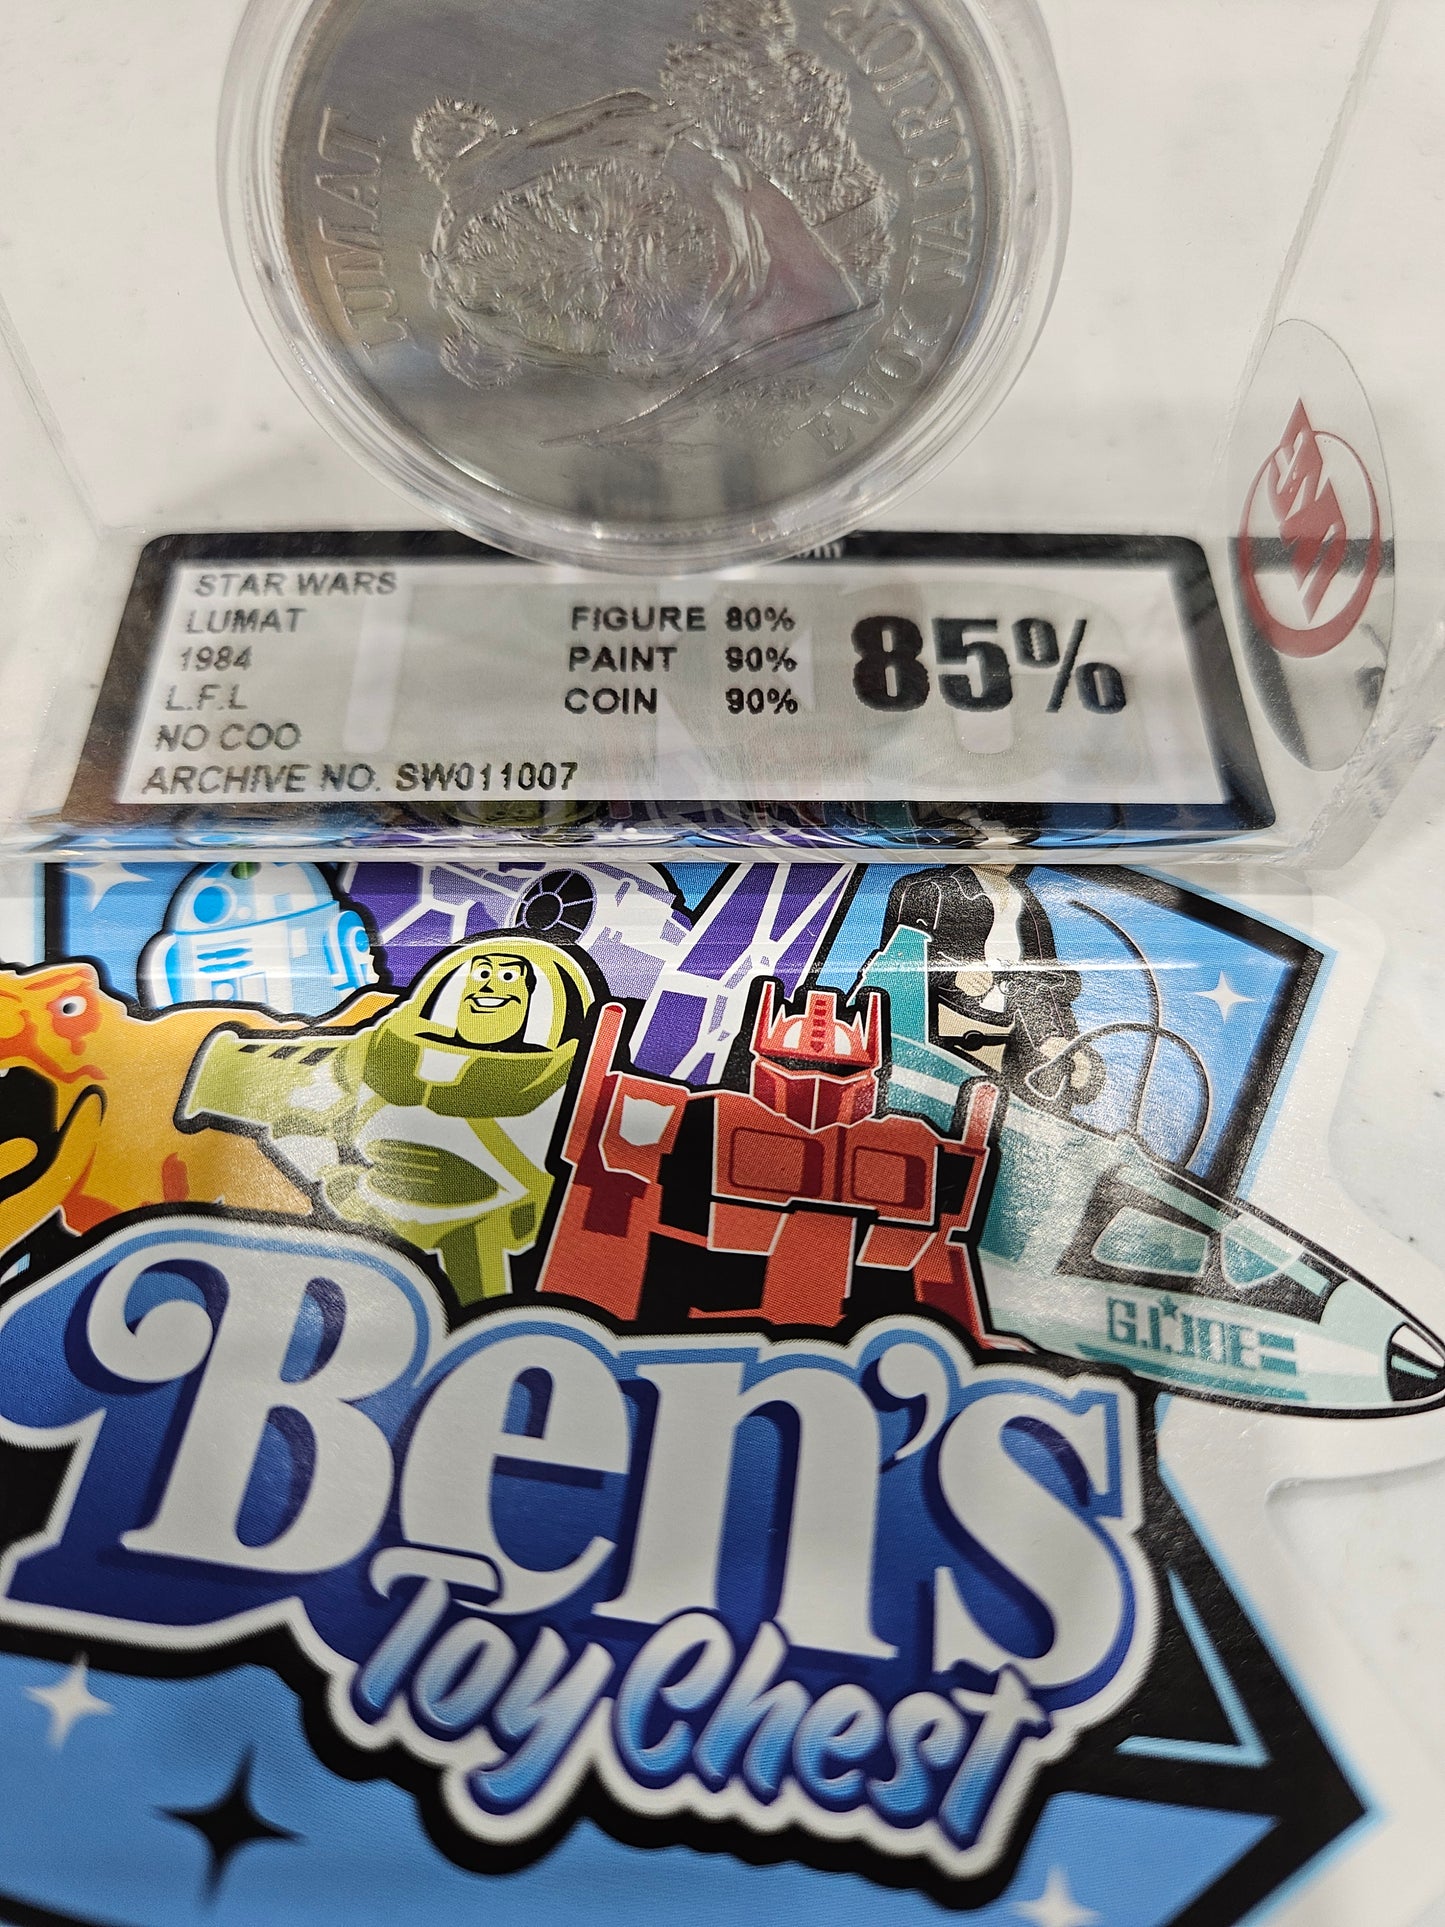 LUMAT
EWOK WARRIOR
STAR WARS
LUMAT
1984
L.F.L
NO COO
ARCHIVE NO. SW011007
FIGURE 80%
PAINT 90%
COIN 90%
85%
G.I.JOE
Ben's
Toy Chest